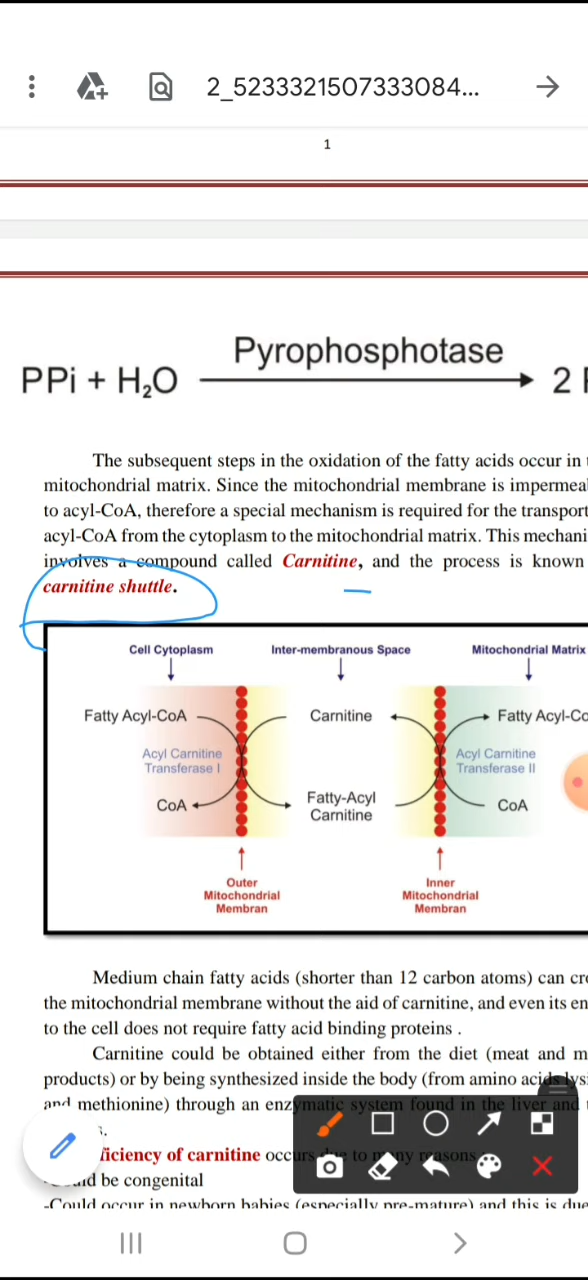 2_5233321507333084...
1
Pyrophosphotase
PPi + H₂O 2
The subsequent steps in the oxidation of the fatty acids occur in
mitochondrial matrix. Since the mitochondrial membrane is impermea
to acyl-CoA, therefore a special mechanism is required for the transport
acyl-CoA from the cytoplasm to the mitochondrial matrix. This mechani
involves a compound called Carnitine, and the process is known
carnitine shuttle.
Cell Cytoplasm Inter-membranous Space Mitochondrial Matrix
Fatty Acyl-CoA Carnitine Fatty Acyl-Co
Acyl Carnitine Transferase I
Acyl Carnitine Transferase II
CoA Fatty-Acyl Carnitine CoA
Outer Mitochondrial Membran
Inner Mitochondrial Membran
Medium chain fatty acids (shorter than 12 carbon atoms) can cr
the mitochondrial membrane without the aid of carnitine, and even its en
to the cell does not require fatty acid binding proteins .
Carnitine could be obtained either from the diet (meat and m
products) or by being synthesized inside the body (from amino acids lys
and methionine) through an enzymatic system found in the liver and
s.
ficiency of carnitine occurs due to many reasons
be congenital
-Could occur in newborn babies (especially pre-mature) and this is due